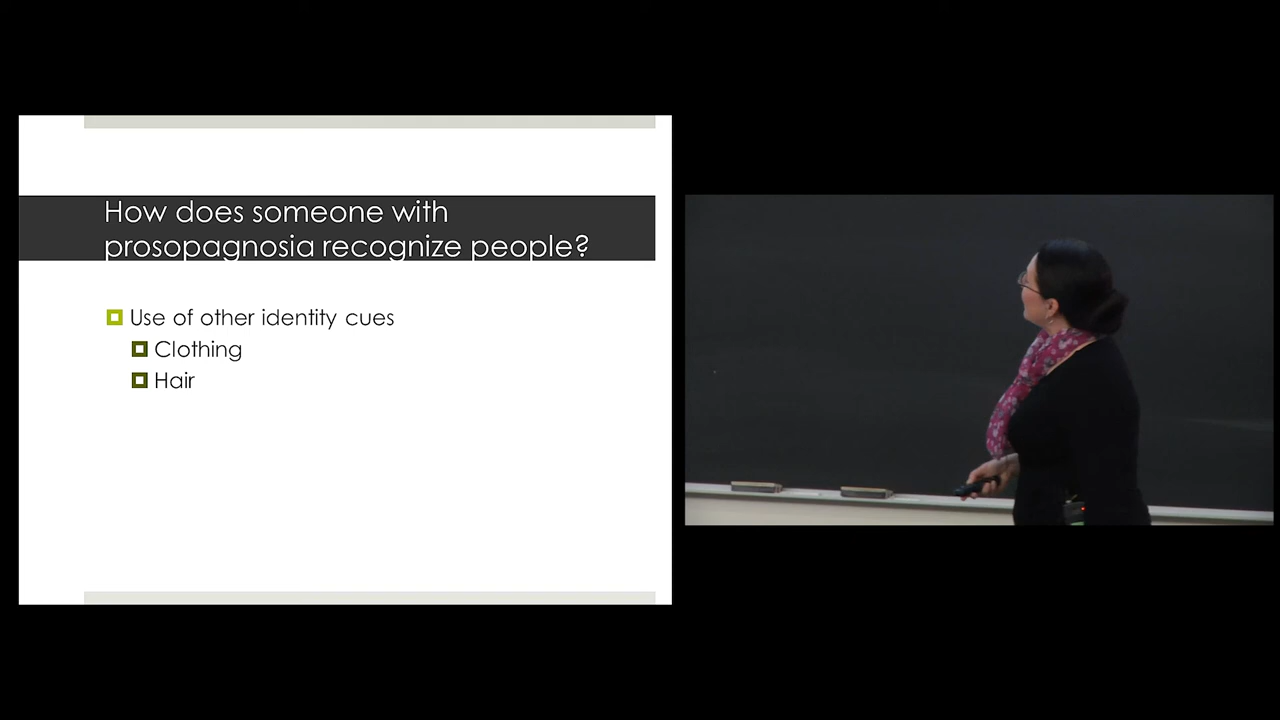 How does someone with
prosopagnosia recognize people?
Use of other identity cues
Clothing
Hair